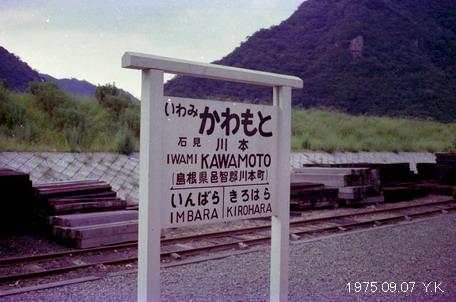 いわみ かわもと
石見 川本
IWAMI KAWAMOTO
(島根県邑智郡川本町)
いんばら きろはら
IMBARA KIROHARA
1975.09.07 Y.K